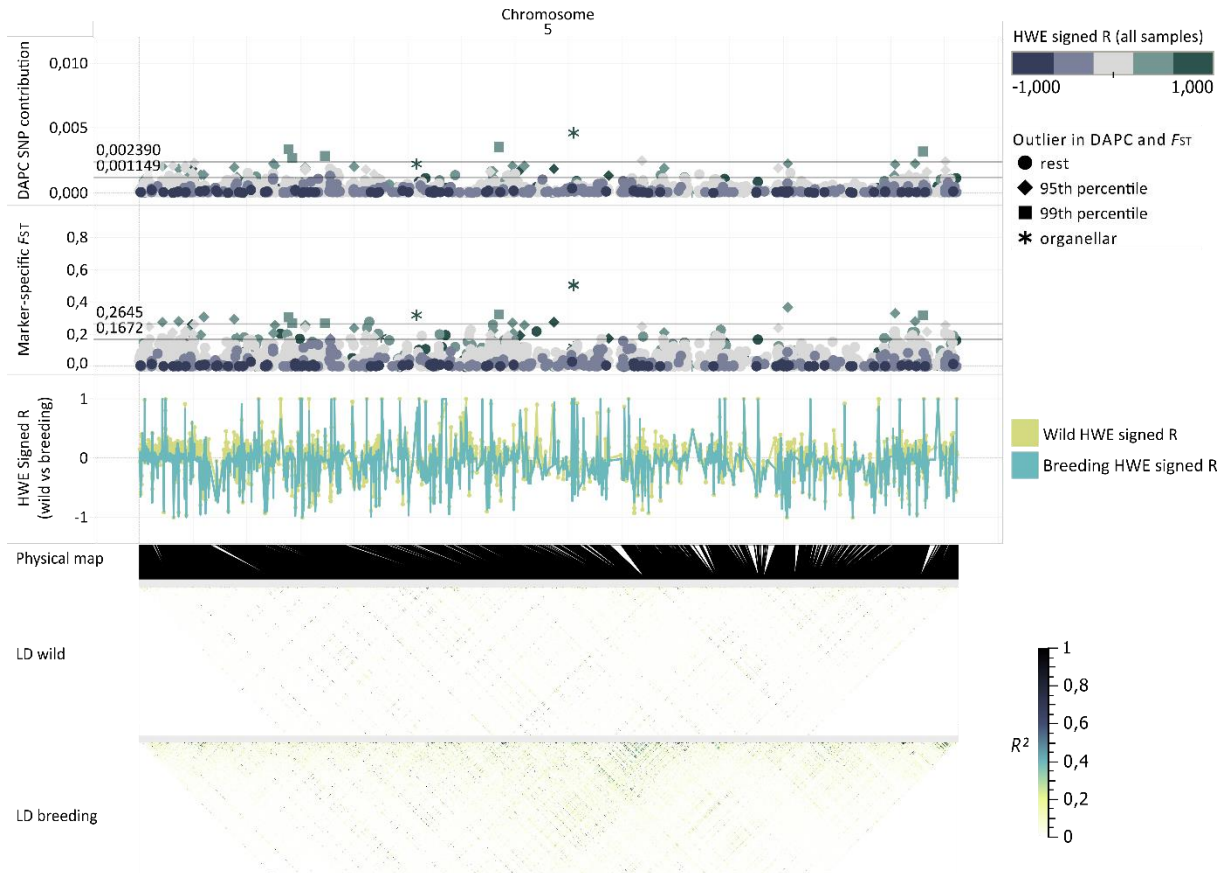 Chromosome
5
DAPC SNP contribution
0,010
0,005
0,002390
0,001149
0,000
Marker-specific FST
0,8
0,6
0,4
0,2645
0,2
0,1672
0,0
HWE Signed R
(wild vs breeding)
1
0
-1
Physical map
LD wild
LD breeding
HWE signed R (all samples)
-1,000 1,000
Outlier in DAPC and FST
rest
95th percentile
99th percentile
organellar
Wild HWE signed R
Breeding HWE signed R
R²
1
0,8
0,6
0,4
0,2
0